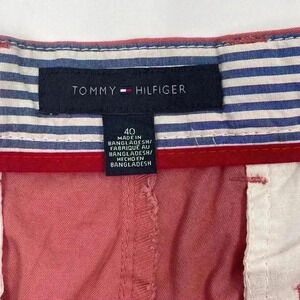 TOMMY HILFIGER
40
MADE IN
BANGLADESH/
FABRIQUÉ AU
BANGLADESH/
HECHO EN
BANGLADESH